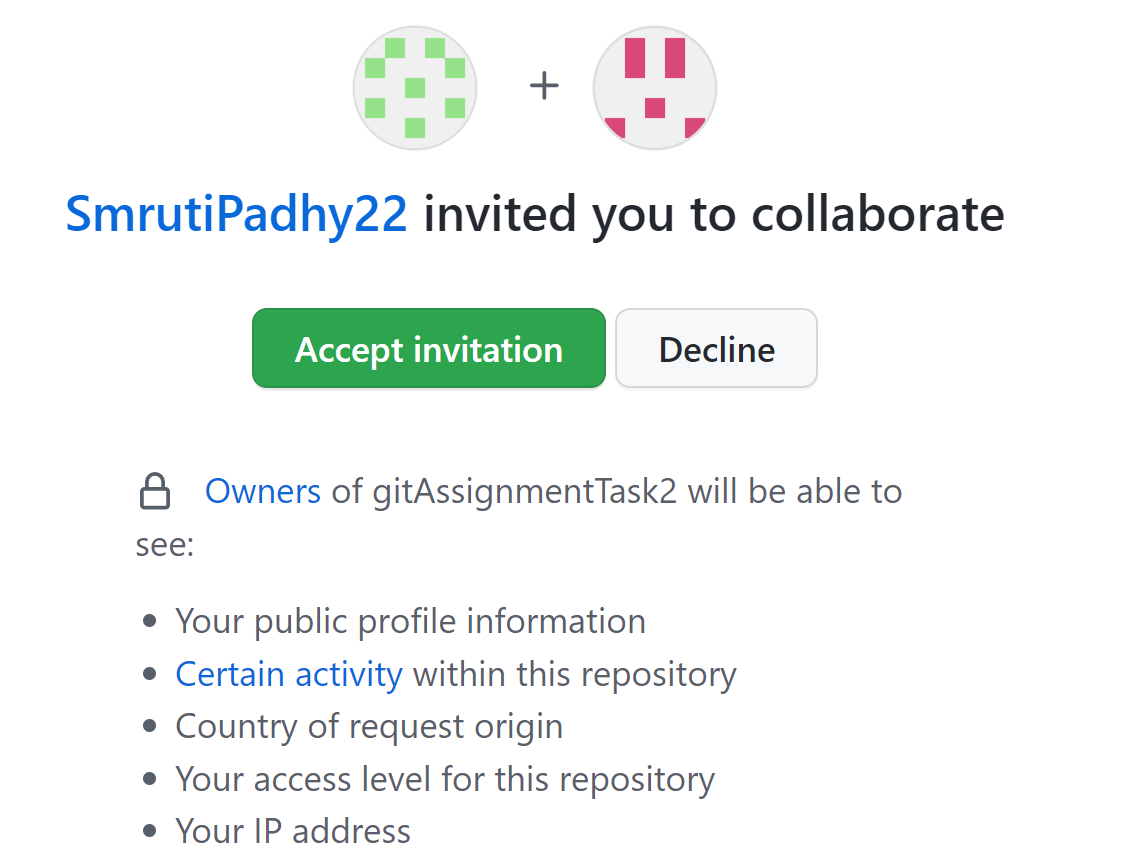 +
SmrutiPadhy22 invited you to collaborate
Accept invitation Decline
Owners of gitAssignmentTask2 will be able to
see:
• Your public profile information
• Certain activity within this repository
• Country of request origin
• Your access level for this repository
• Your IP address